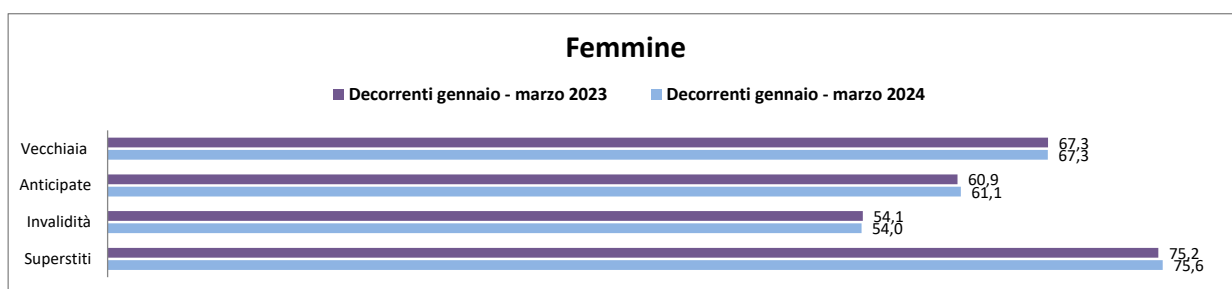 Femmine
Decorrenti gennaio - marzo 2023 Decorrenti gennaio - marzo 2024
Vecchiaia 67,3
67,3
Anticipate 60,9
61,1
Invalidità 54,1
54,0
Superstiti 75,2
75,6